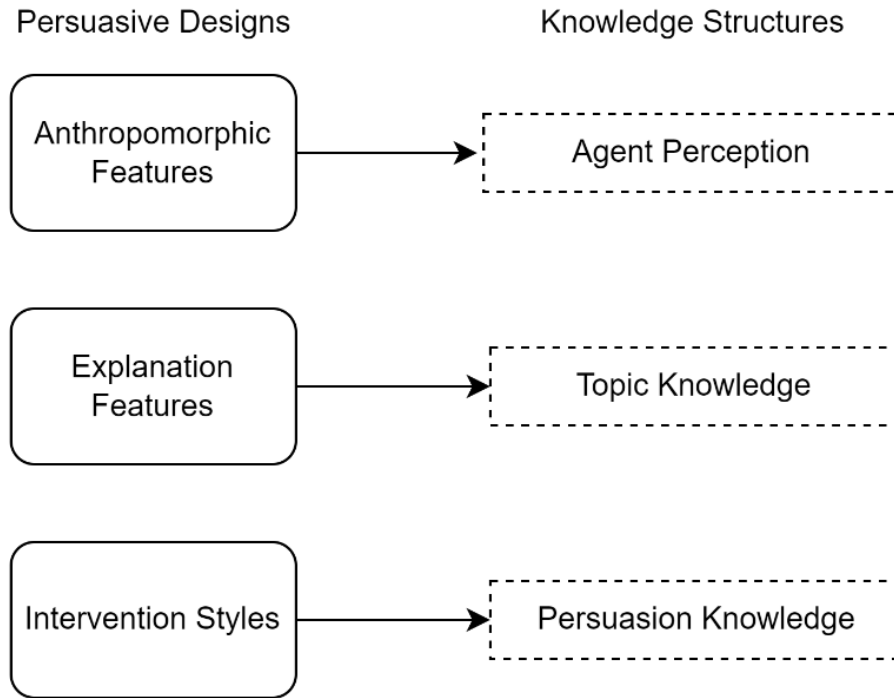 Persuasive Designs
Knowledge Structures
Anthropomorphic
Features
Agent Perception
Explanation
Features
Topic Knowledge
Intervention Styles
Persuasion Knowledge